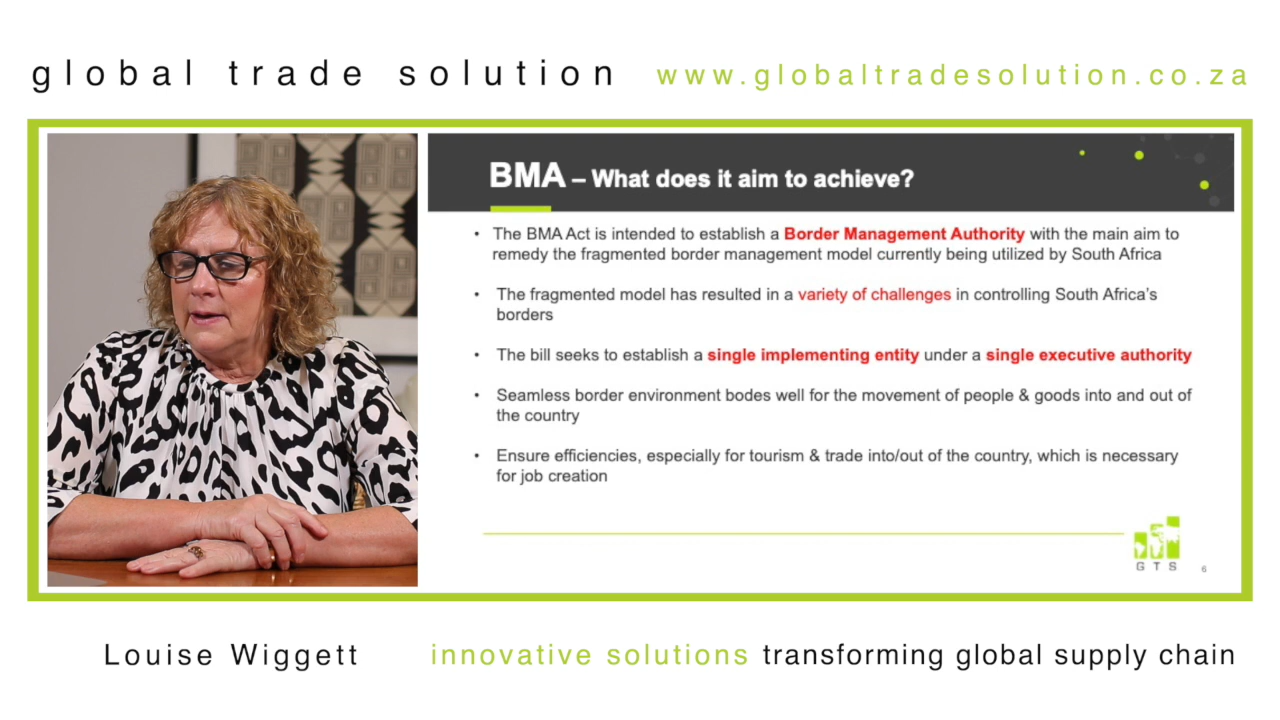 global trade solution www.globaltradesolution.co.za
BMA – What does it aim to achieve?
• The BMA Act is intended to establish a Border Management Authority with the main aim to
remedy the fragmented border management model currently being utilized by South Africa
• The fragmented model has resulted in a variety of challenges in controlling South Africa's
borders
• The bill seeks to establish a single implementing entity under a single executive authority
• Seamless border environment bodes well for the movement of people & goods into and out of
the country
• Ensure efficiencies, especially for tourism & trade into/out of the country, which is necessary
for job creation
G T S
6
Louise Wiggett innovative solutions transforming global supply chain